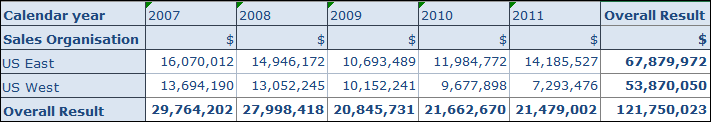 Calendar year 2007 2008 2009 2010 2011 Overall Result
Sales Organisation $ $ $ $ $ $
US East 16,070,012 14,946,172 10,693,489 11,984,772 14,185,527 67,879,972
US West 13,694,190 13,052,245 10,152,241 9,677,898 7,293,476 53,870,050
Overall Result 29,764,202 27,998,418 20,845,731 21,662,670 21,479,002 121,750,023